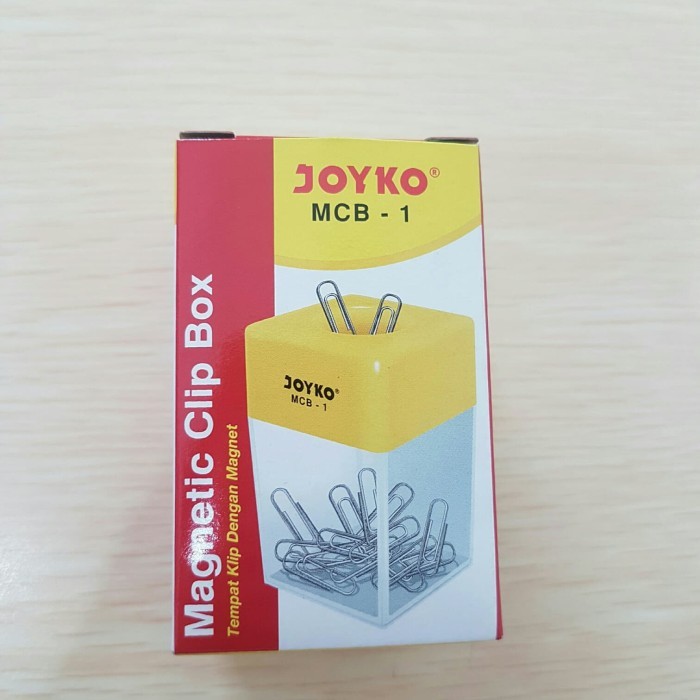 JOYKO®
MCB - 1
Magnetic Clip Box
Tempat Klip Dengan Magnet
JOYKO®
MCB - 1